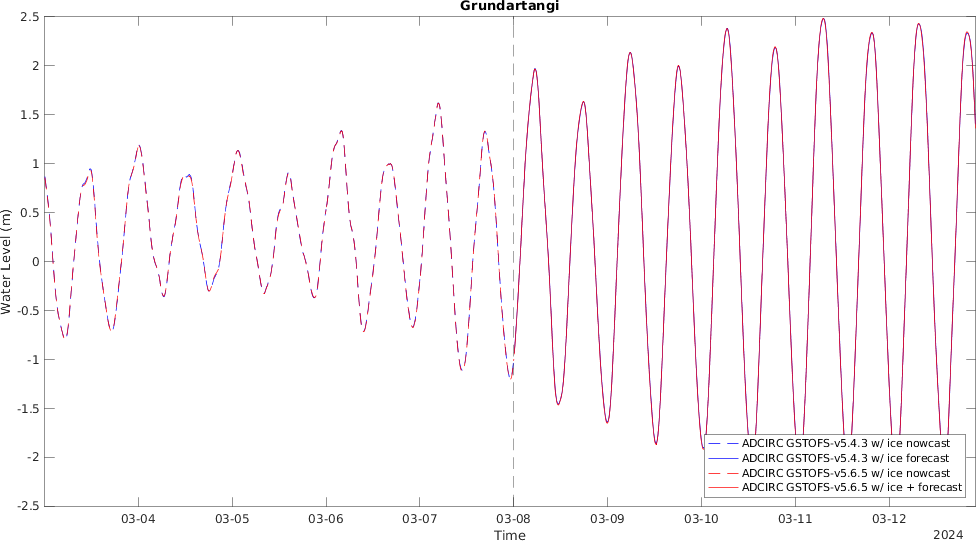 Grundartangi
2.5
2
1.5
1
0.5
0
-0.5
-1
-1.5
-2
-2.5
Water Level (m)
ADCIRC GSTOFS-v5.4.3 w/ ice nowcast
ADCIRC GSTOFS-v5.4.3 w/ ice forecast
ADCIRC GSTOFS-v5.6.5 w/ ice nowcast
ADCIRC GSTOFS-v5.6.5 w/ ice + forecast
03-04 03-05 03-06 03-07 03-08 03-09 03-10 03-11 03-12
Time
2024